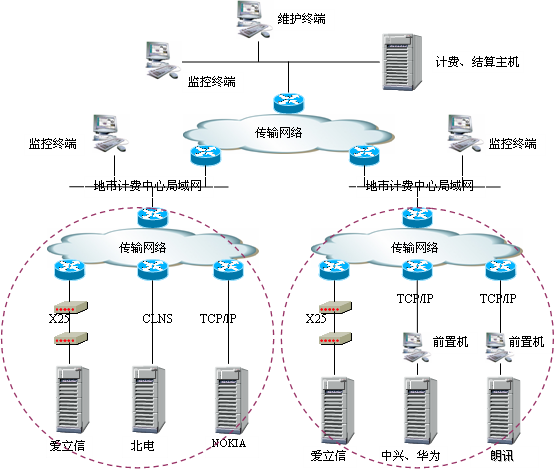 维护终端
计费、结算主机
监控终端
传输网络
监控终端
监控终端
地市计费中心局域网
地市计费中心局域网
传输网络
传输网络
X25
CLNS
TCP/IP
X25
TCP/IP
TCP/IP
前置机
前置机
爱立信
北电
NOKIA
爱立信
中兴、华为
朗讯